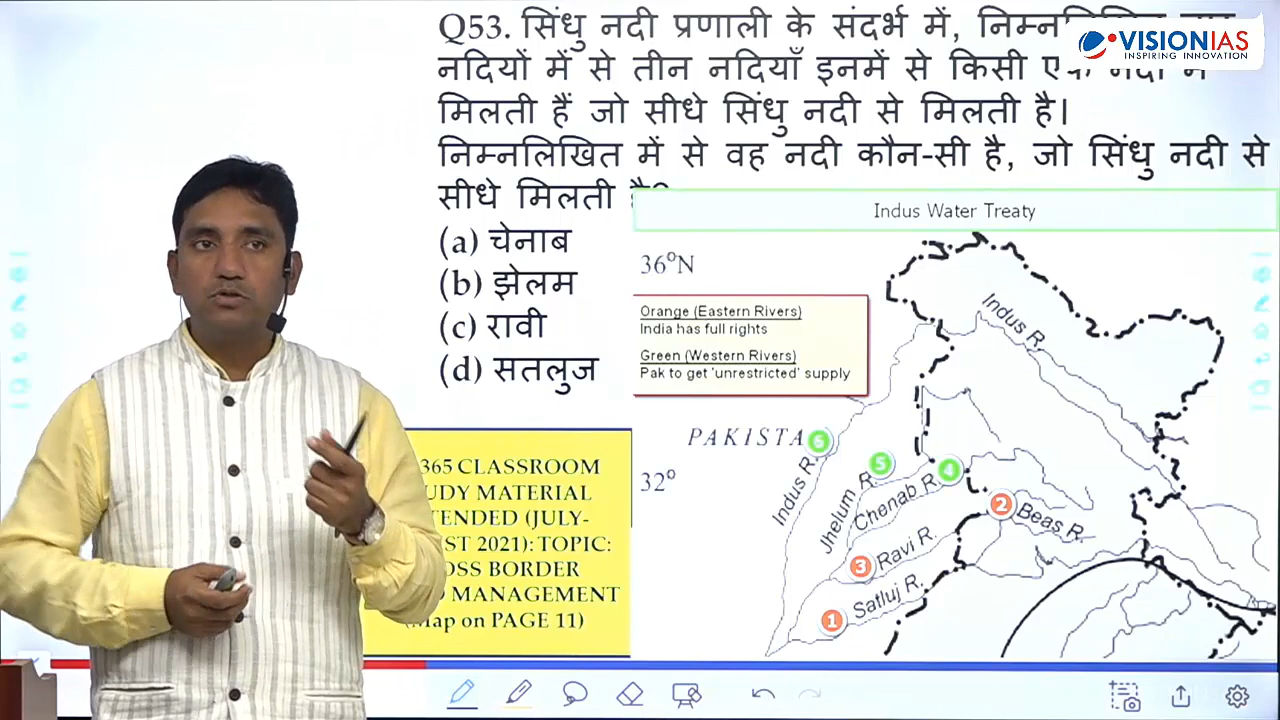 Q53. सिंधु नदी प्रणाली के संदर्भ में,
VISIONIAS
INSPIRING INNOVATION
नदियों में से तीन नदियाँ इनमें से किसी एक नदी में
मिलती हैं जो सीधे सिंधु नदी से मिलती है।
निम्नलिखित में से वह नदी कौन-सी है, जो सिंधु नदी से
सीधे मिलती है?
(a) चेनाब
(b) झेलम
(c) रावी
(d) सतलुज
Indus Water Treaty
36°N
Orange (Eastern Rivers)
India has full rights
Green (Western Rivers)
Pak to get 'unrestricted' supply
Indus R.
PAKISTA
6
32°
Indus R.
5
Jhelum R.
4
Chenab R.
2
Beas R.
3
Ravi R.
1
Satluj R.
365 CLASSROOM
UDY MATERIAL
TENDED (JULY-
ST 2021): TOPIC:
OSS BORDER
MANAGEMENT
(Map on PAGE 11)